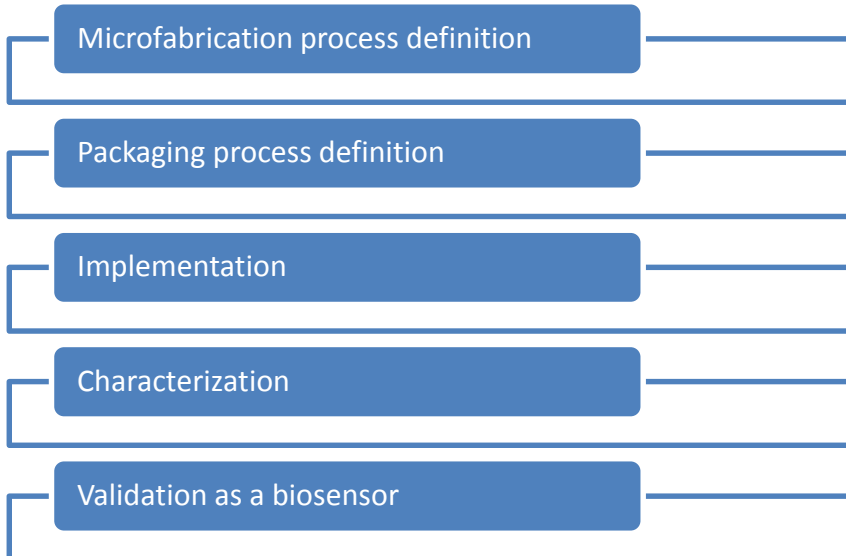 Microfabrication process definition
Packaging process definition
Implementation
Characterization
Validation as a biosensor